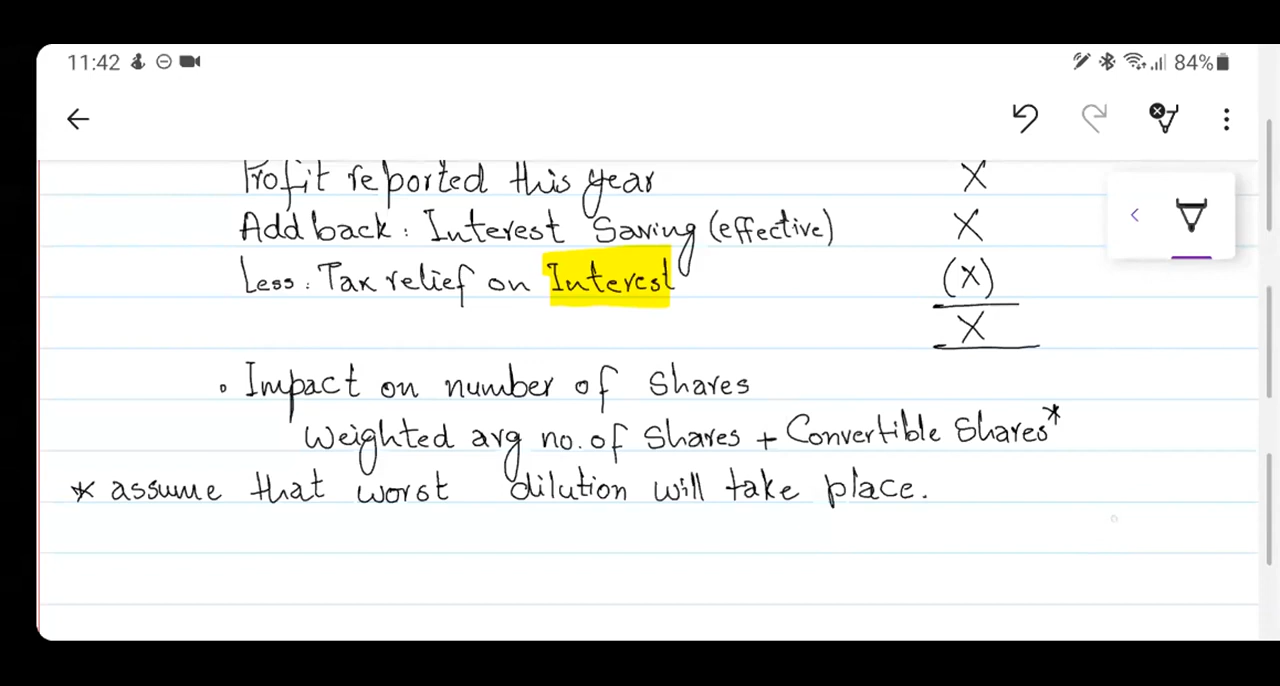 11:42 84%
Profit reported this year X
Add back: Interest Saving (effective) X
Less: Tax relief on Interest (X)
X
• Impact on number of Shares
Weighted avg no. of Shares + Convertible Shares*
* assume that worst dilution will take place.